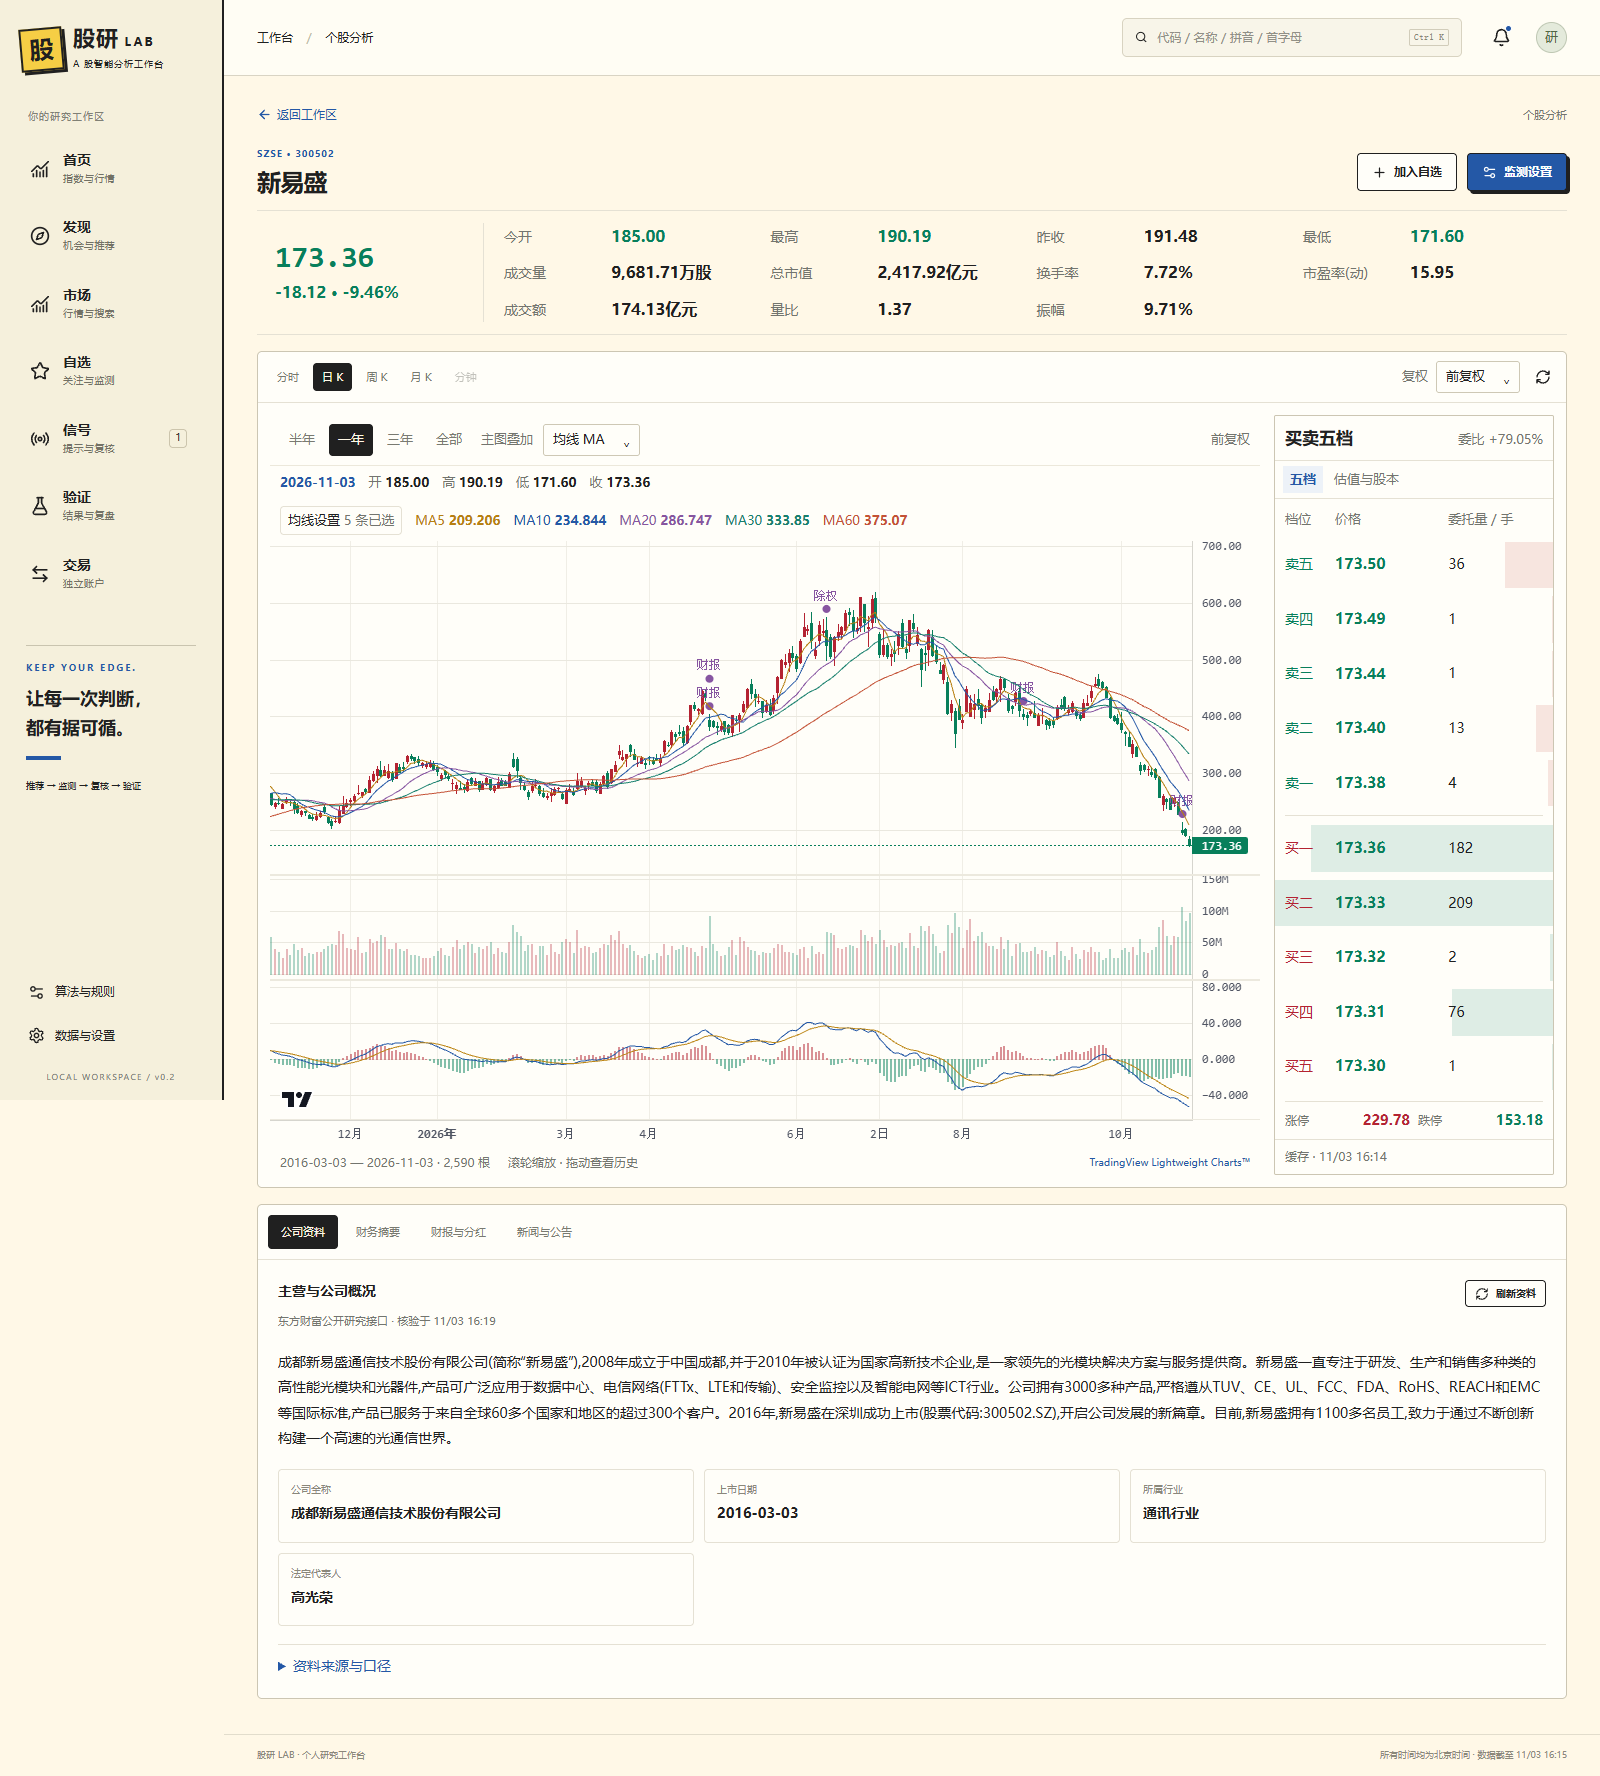 股
股研 LAB
A 股智能分析工作台
你的研究工作区
首页
指数与行情
发现
机会与推荐
市场
行情与搜索
自选
关注与监测
信号
提示与复核
1
验证
结果与复盘
交易
独立账户
KEEP YOUR EDGE.
让每一次判断,
都有据可循。
推荐 → 监测 → 复核 → 验证
算法与规则
数据与设置
LOCAL WORKSPACE / v0.2
工作台 / 个股分析
代码 / 名称 / 拼音 / 首字母
Ctrl K
研
返回工作区
个股分析
SZSE • 300502
新易盛
加入自选
监测设置
173.36
-18.12 • -9.46%
今开 185.00 最高 190.19 昨收 191.48 最低 171.60
成交量 9,681.71万股 总市值 2,417.92亿元 换手率 7.72% 市盈率(动) 15.95
成交额 174.13亿元 量比 1.37 振幅 9.71%
分时 日 K 周 K 月 K 分钟
复权 前复权
半年 一年 三年 全部 主图叠加 均线 MA
前复权
2026-11-03 开 185.00 高 190.19 低 171.60 收 173.36
均线设置 5 条已选 MA5 209.206 MA10 234.844 MA20 286.747 MA30 333.85 MA60 375.07
700.00
600.00
500.00
400.00
300.00
200.00
173.36
除权
财报
财报
财报
财报
150M
100M
50M
0
80.000
40.000
0.000
-40.000
12月 2026年 3月 4月 6月 2日 8月 10月
2016-03-03 — 2026-11-03 · 2,590 根 滚轮缩放 · 拖动查看历史
TradingView Lightweight Charts™
买卖五档 委比 +79.05%
五档 估值与股本
档位 价格 委托量 / 手
卖五 173.50 36
卖四 173.49 1
卖三 173.44 1
卖二 173.40 13
卖一 173.38 4
买一 173.36 182
买二 173.33 209
买三 173.32 2
买四 173.31 76
买五 173.30 1
涨停 229.78 跌停 153.18
缓存 · 11/03 16:14
公司资料 财务摘要 财报与分红 新闻与公告
主营与公司概况
刷新资料
东方财富公开研究接口 · 核验于 11/03 16:19
成都新易盛通信技术股份有限公司(简称“新易盛”),2008年成立于中国成都,并于2010年被认证为国家高新技术企业,是一家领先的光模块解决方案与服务提供商。新易盛一直专注于研发、生产和销售多种类的
高性能光模块和光器件,产品可广泛应用于数据中心、电信网络(FTTx、LTE和传输)、安全监控以及智能电网等ICT行业。公司拥有3000多种产品,严格遵从TUV、CE、UL、FCC、FDA、RoHS、REACH和EMC
等国际标准,产品已服务于来自全球60多个国家和地区的超过300个客户。2016年,新易盛在深圳成功上市(股票代码:300502.SZ),开启公司发展的新篇章。目前,新易盛拥有1100多名员工,致力于通过不断创新
构建一个高速的光通信世界。
公司全称
成都新易盛通信技术股份有限公司
上市日期
2016-03-03
所属行业
通讯行业
法定代表人
高光荣
资料来源与口径
股研 LAB · 个人研究工作台
所有时间均为北京时间 · 数据截至 11/03 16:15